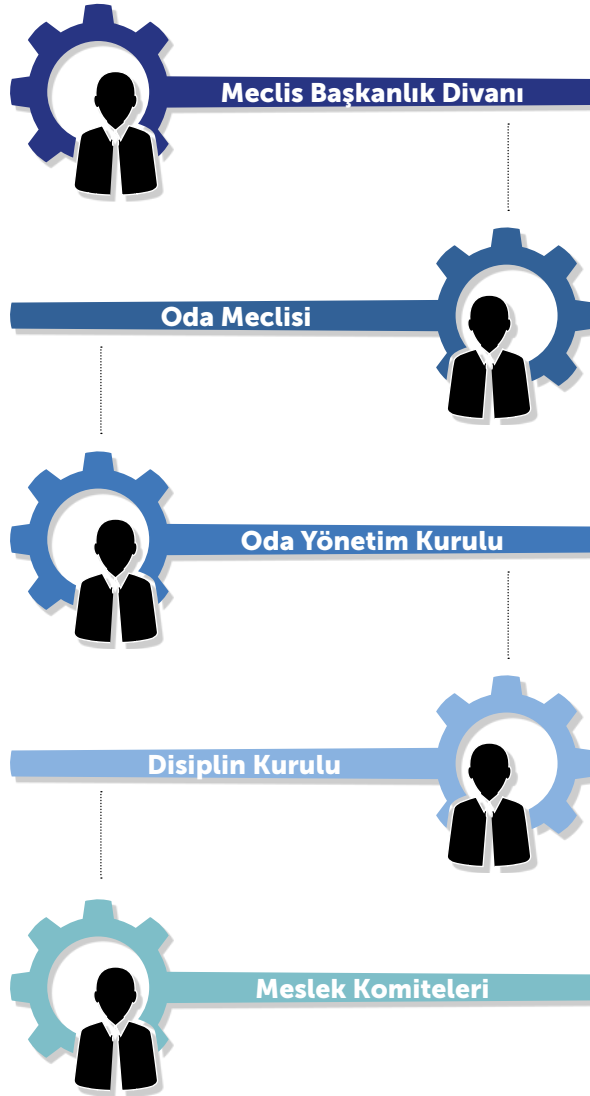 Meclis Başkanlık Divanı
Oda Meclisi
Oda Yönetim Kurulu
Disiplin Kurulu
Meslek Komiteleri